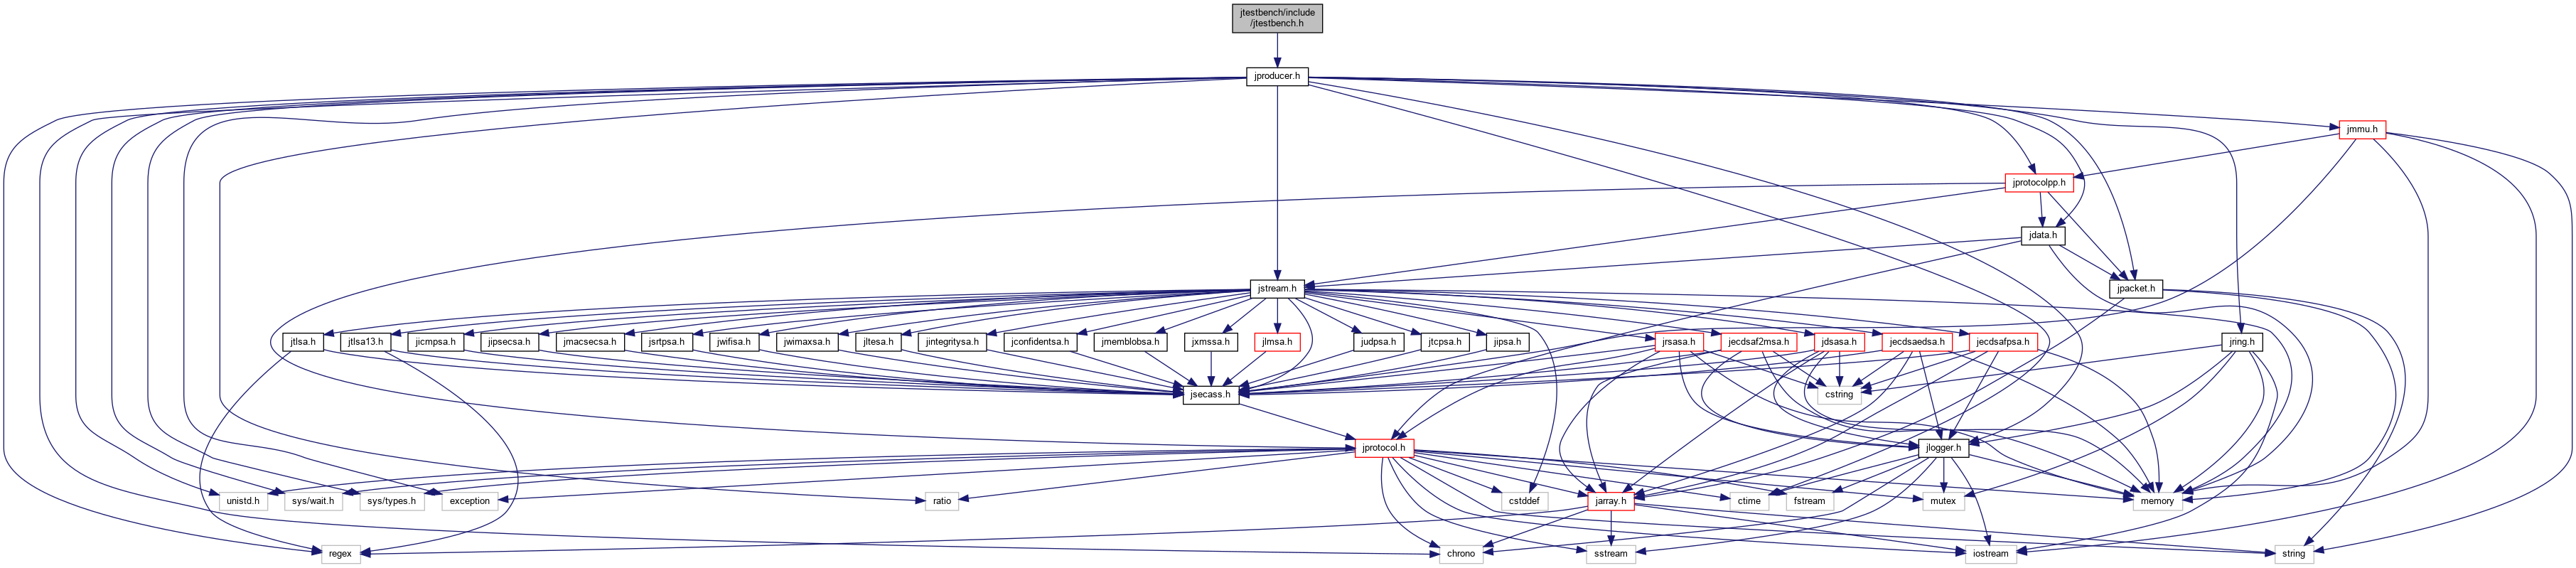 jtestbench/include
/jtestbench.h
jproducer.h
jmmu.h
jprotocolpp.h
jdata.h
jstream.h
jpacket.h
jtlsa.h
jtlsa13.h
jicmpsa.h
jipsecsa.h
jmacsecsa.h
jsrtpsa.h
jwifisa.h
jwimaxsa.h
jltesa.h
jintegritysa.h
jconfidentsa.h
jmemblobsa.h
jxmssa.h
jlmsa.h
judpsa.h
jtcpsa.h
jipsa.h
jrsasa.h
jecdsaf2msa.h
jdsasa.h
jecdsaedsa.h
jecdsafpsa.h
jring.h
jsecass.h
cstring
jprotocol.h
jlogger.h
unistd.h
sys/wait.h
sys/types.h
exception
ratio
cstddef
jarray.h
ctime
fstream
mutex
memory
regex
chrono
sstream
iostream
string